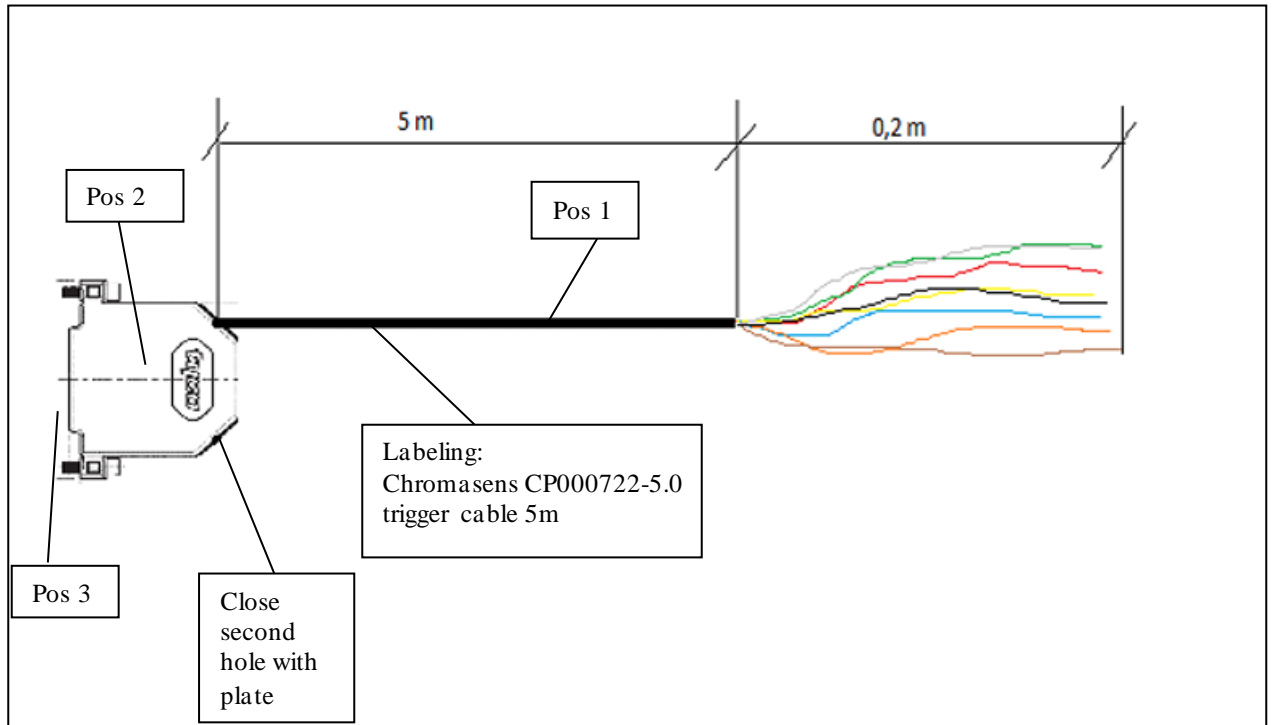 5 m
0,2 m
Pos 2
Pos 1
Labeling:
Chromasens CP000722-5.0
trigger cable 5m
Pos 3
Close
second
hole with
plate